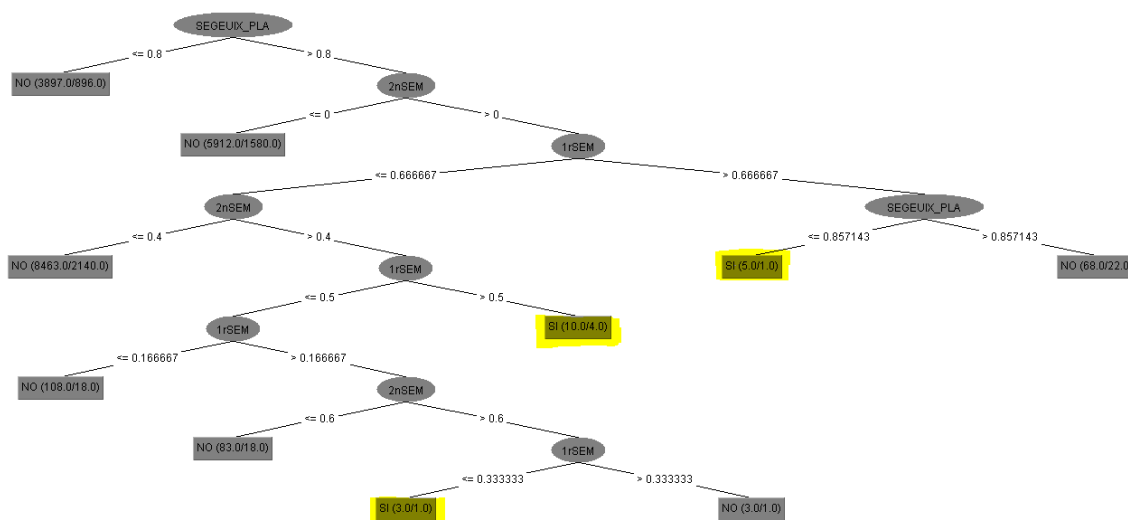 SEGEUIX_PLA
<= 0.8
> 0.8
NO (3897.0/896.0)
2nSEM
<= 0
> 0
NO (5912.0/1580.0)
1rSEM
<= 0.666667
> 0.666667
2nSEM
SEGEUIX_PLA
<= 0.4
> 0.4
<= 0.857143
> 0.857143
NO (8463.0/2140.0)
1rSEM
SI (5.0/1.0)
NO (68.0/22.0)
<= 0.5
> 0.5
1rSEM
SI (10.0/4.0)
<= 0.166667
> 0.166667
NO (108.0/18.0)
2nSEM
<= 0.6
> 0.6
NO (83.0/18.0)
1rSEM
<= 0.333333
> 0.333333
SI (3.0/1.0)
NO (3.0/1.0)